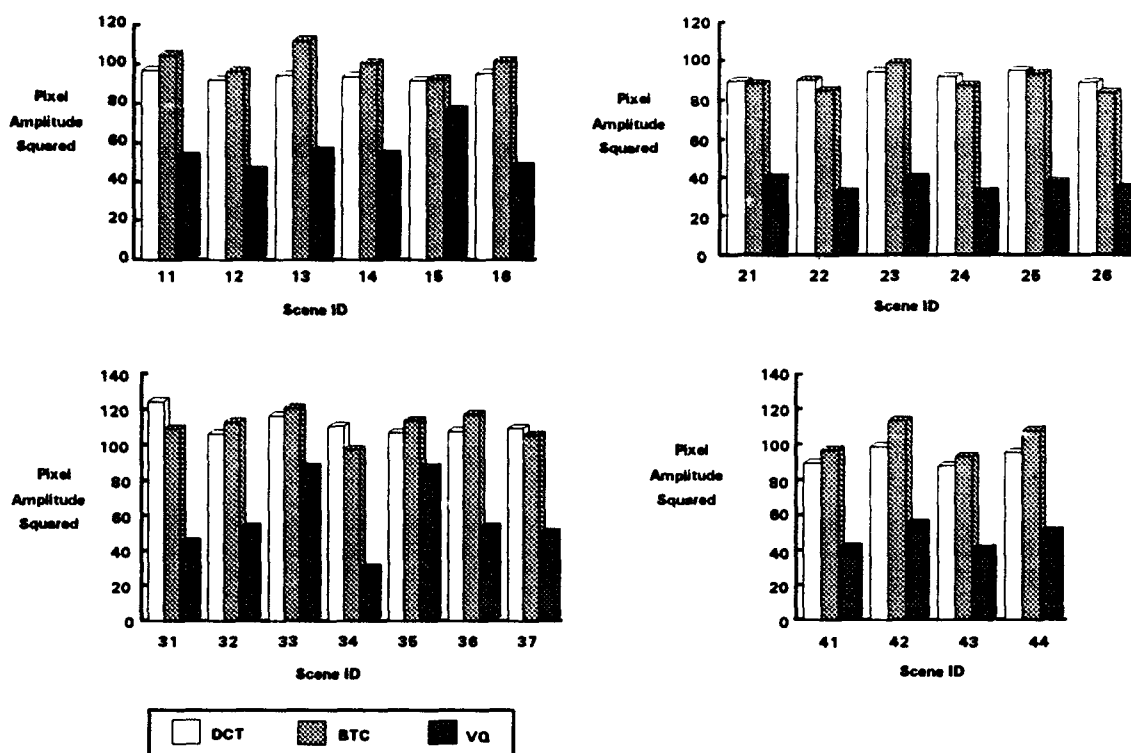 120
100
80
60
40
20
0
Pixel
Amplitude
Squared
11 12 13 14 15 16
Scene ID
120
100
80
60
40
20
0
Pixel
Amplitude
Squared
21 22 23 24 25 26
Scene ID
140
120
100
80
60
40
20
0
Pixel
Amplitude
Squared
31 32 33 34 35 36 37
Scene ID
140
120
100
80
60
40
20
0
Pixel
Amplitude
Squared
41 42 43 44
Scene ID
DCT BTC VQ